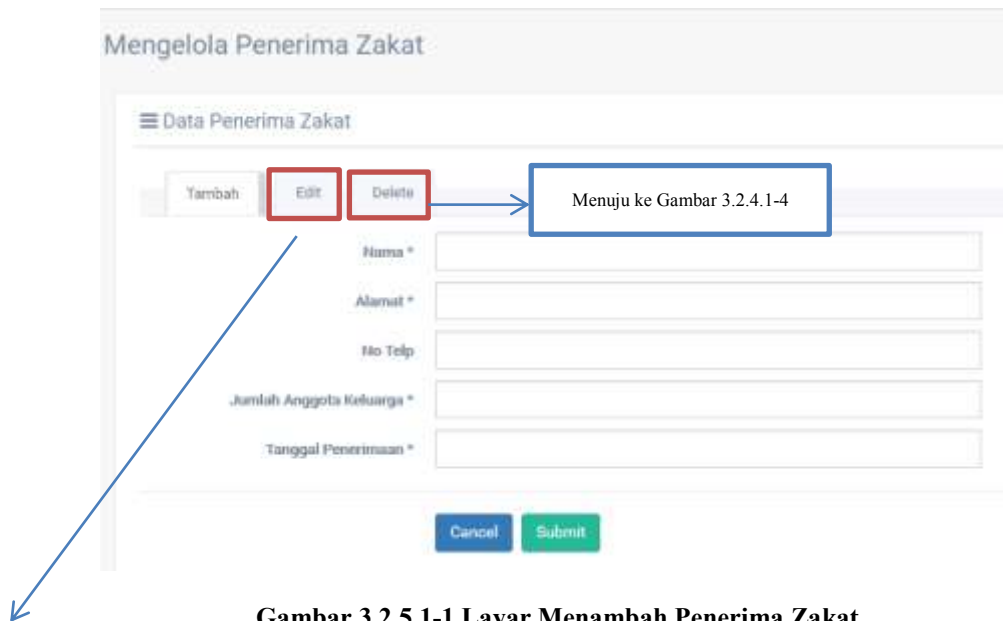 Mengelola Penerima Zakat
Data Penerima Zakat
Tambah Edit Delete
Menuju ke Gambar 3.2.4.1-4
Nama *
Alamat *
No Telp
Jumlah Anggota Keluarga *
Tanggal Penerimaan *
Cancel Submit
Gambar 3.2.5.1-1 Layar Menambah Penerima Zakat